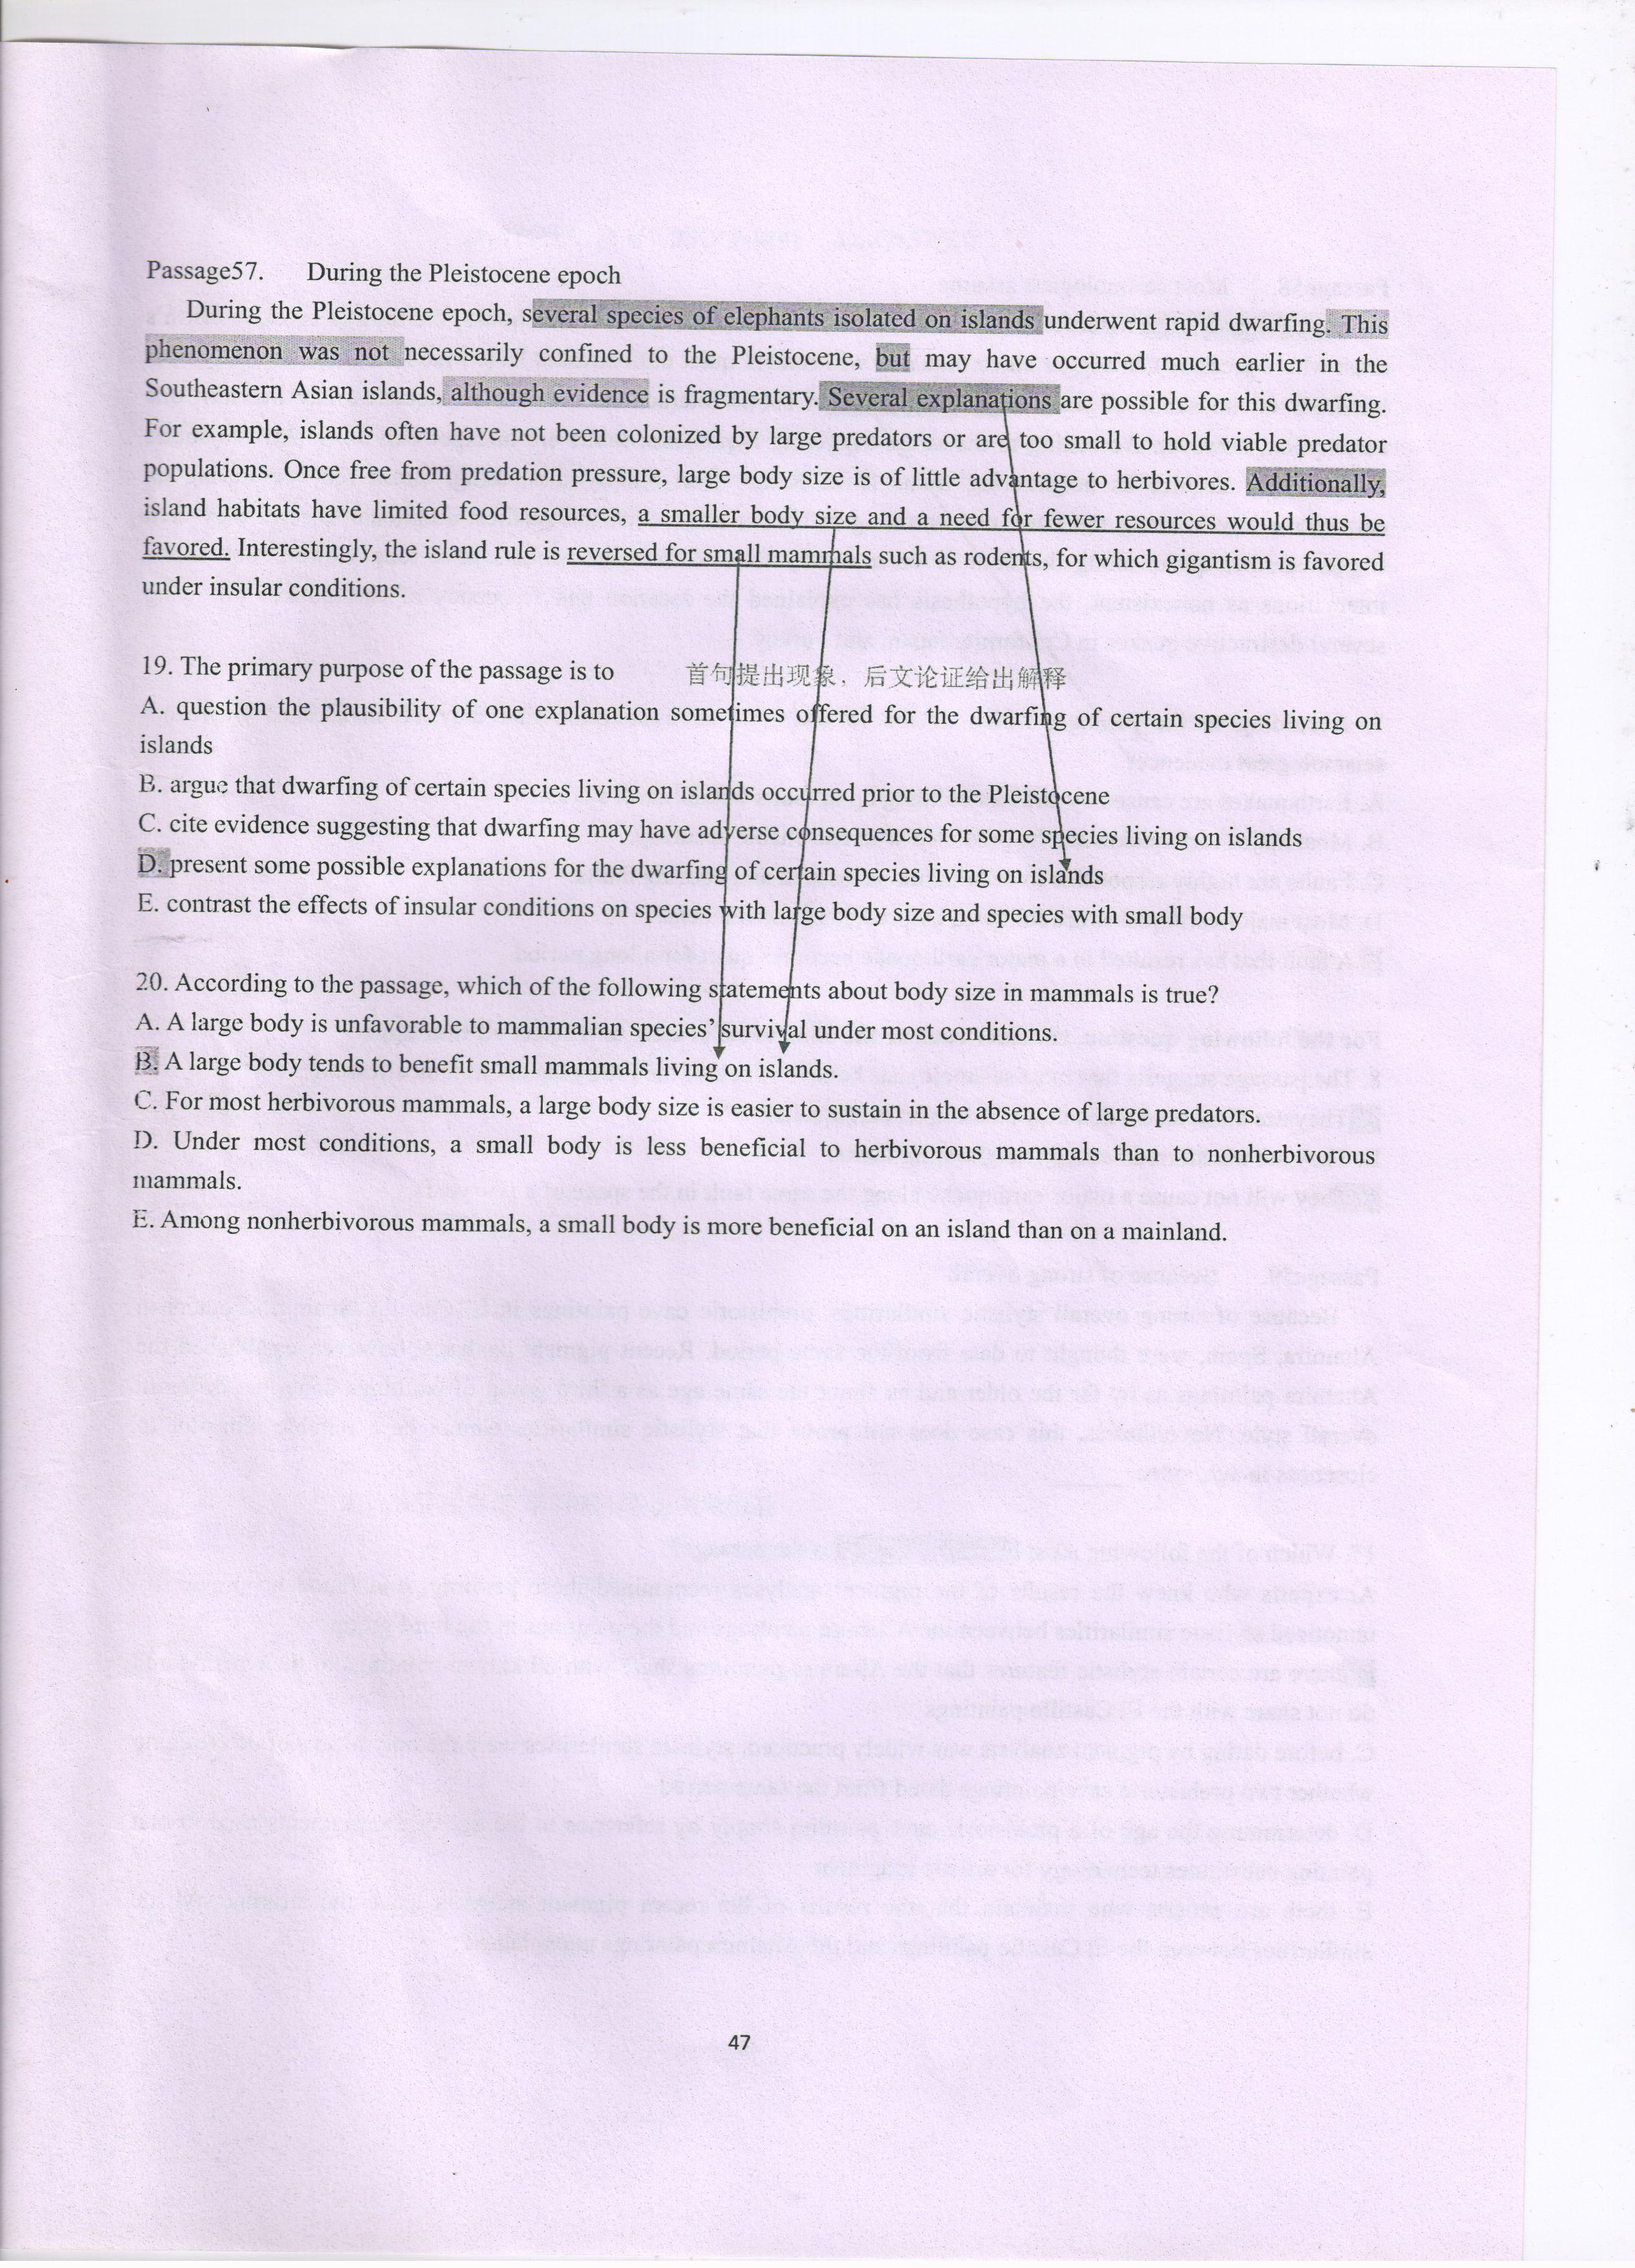 Passage57. During the Pleistocene epoch
During the Pleistocene epoch, several species of elephants isolated on islands underwent rapid dwarfing. This
phenomenon was not necessarily confined to the Pleistocene, but may have occurred much earlier in the
Southeastern Asian islands, although evidence is fragmentary. Several explanations are possible for this dwarfing.
For example, islands often have not been colonized by large predators or are too small to hold viable predator
populations. Once free from predation pressure, large body size is of little advantage to herbivores. Additionally,
island habitats have limited food resources, a smaller body size and a need for fewer resources would thus be
favored. Interestingly, the island rule is reversed for small mammals such as rodents, for which gigantism is favored
under insular conditions.
19. The primary purpose of the passage is to 首句提出现象，后文论证给出解释
A. question the plausibility of one explanation sometimes offered for the dwarfing of certain species living on
islands
B. argue that dwarfing of certain species living on islands occurred prior to the Pleistocene
C. cite evidence suggesting that dwarfing may have adverse consequences for some species living on islands
D. present some possible explanations for the dwarfing of certain species living on islands
E. contrast the effects of insular conditions on species with large body size and species with small body
20. According to the passage, which of the following statements about body size in mammals is true?
A. A large body is unfavorable to mammalian species' survival under most conditions.
B. A large body tends to benefit small mammals living on islands.
C. For most herbivorous mammals, a large body size is easier to sustain in the absence of large predators.
D. Under most conditions, a small body is less beneficial to herbivorous mammals than to nonherbivorous
mammals.
E. Among nonherbivorous mammals, a small body is more beneficial on an island than on a mainland.
47